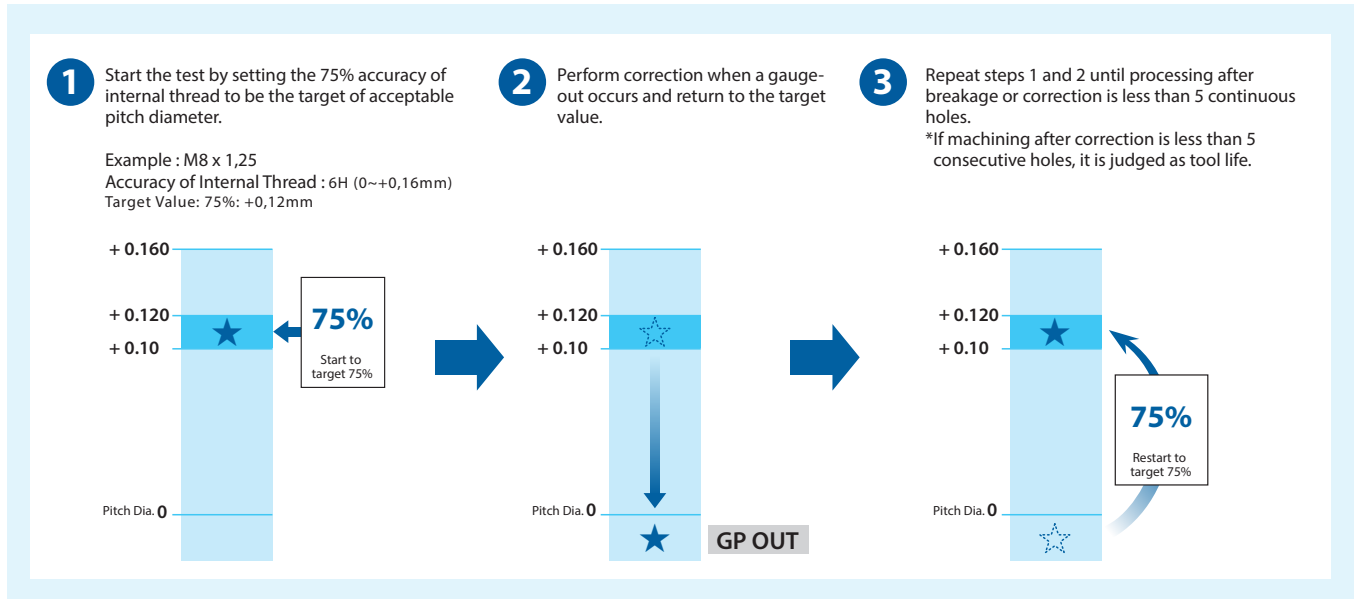 1
Start the test by setting the 75% accuracy of
internal thread to be the target of acceptable
pitch diameter.
Example : M8 x 1,25
Accuracy of Internal Thread : 6H (0~+0,16mm)
Target Value: 75%: +0,12mm
+ 0.160
+ 0.120
+ 0.10
Pitch Dia. 0
75%
Start to
target 75%
2
Perform correction when a gauge-
out occurs and return to the target
value.
+ 0.160
+ 0.120
+ 0.10
Pitch Dia. 0
GP OUT
3
Repeat steps 1 and 2 until processing after
breakage or correction is less than 5 continuous
holes.
*If machining after correction is less than 5
consecutive holes, it is judged as tool life.
+ 0.160
+ 0.120
+ 0.10
Pitch Dia. 0
75%
Restart to
target 75%